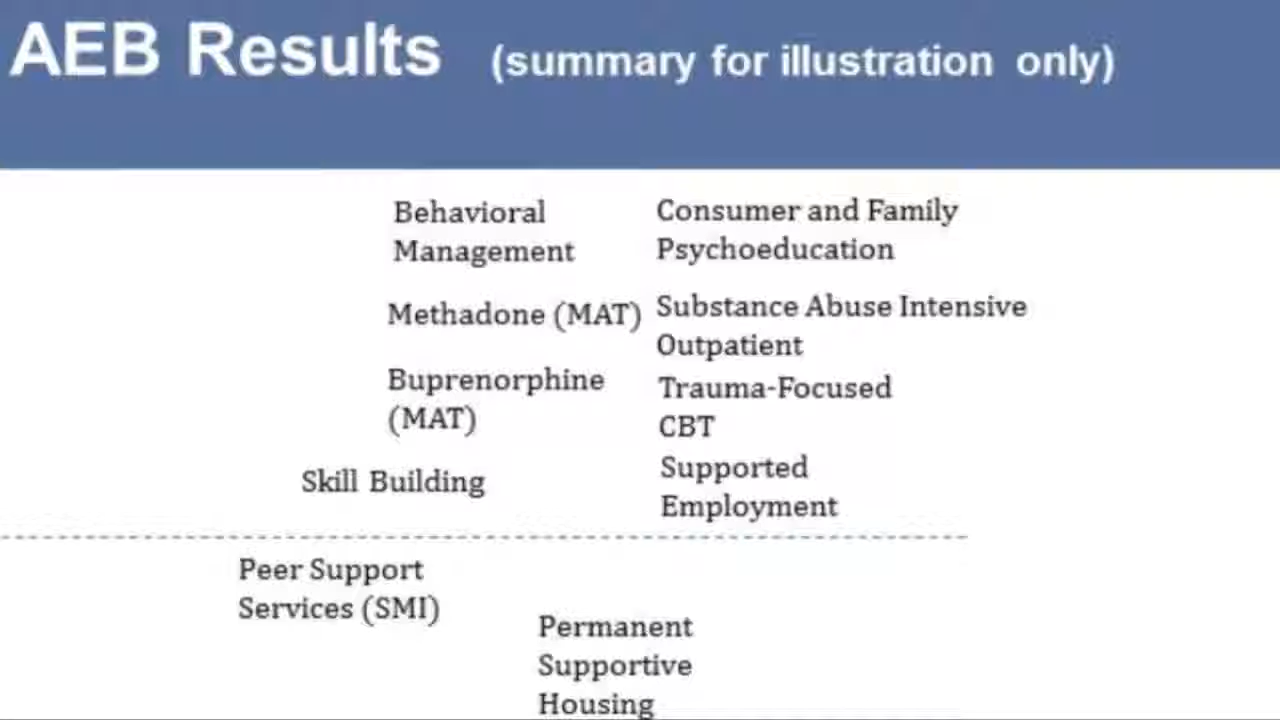 AEB Results (summary for illustration only)
Behavioral
Management
Consumer and Family
Psychoeducation
Methadone (MAT)
Substance Abuse Intensive
Outpatient
Buprenorphine
(MAT)
Trauma-Focused
CBT
Skill Building
Supported
Employment
Peer Support
Services (SMI)
Permanent
Supportive
Housing